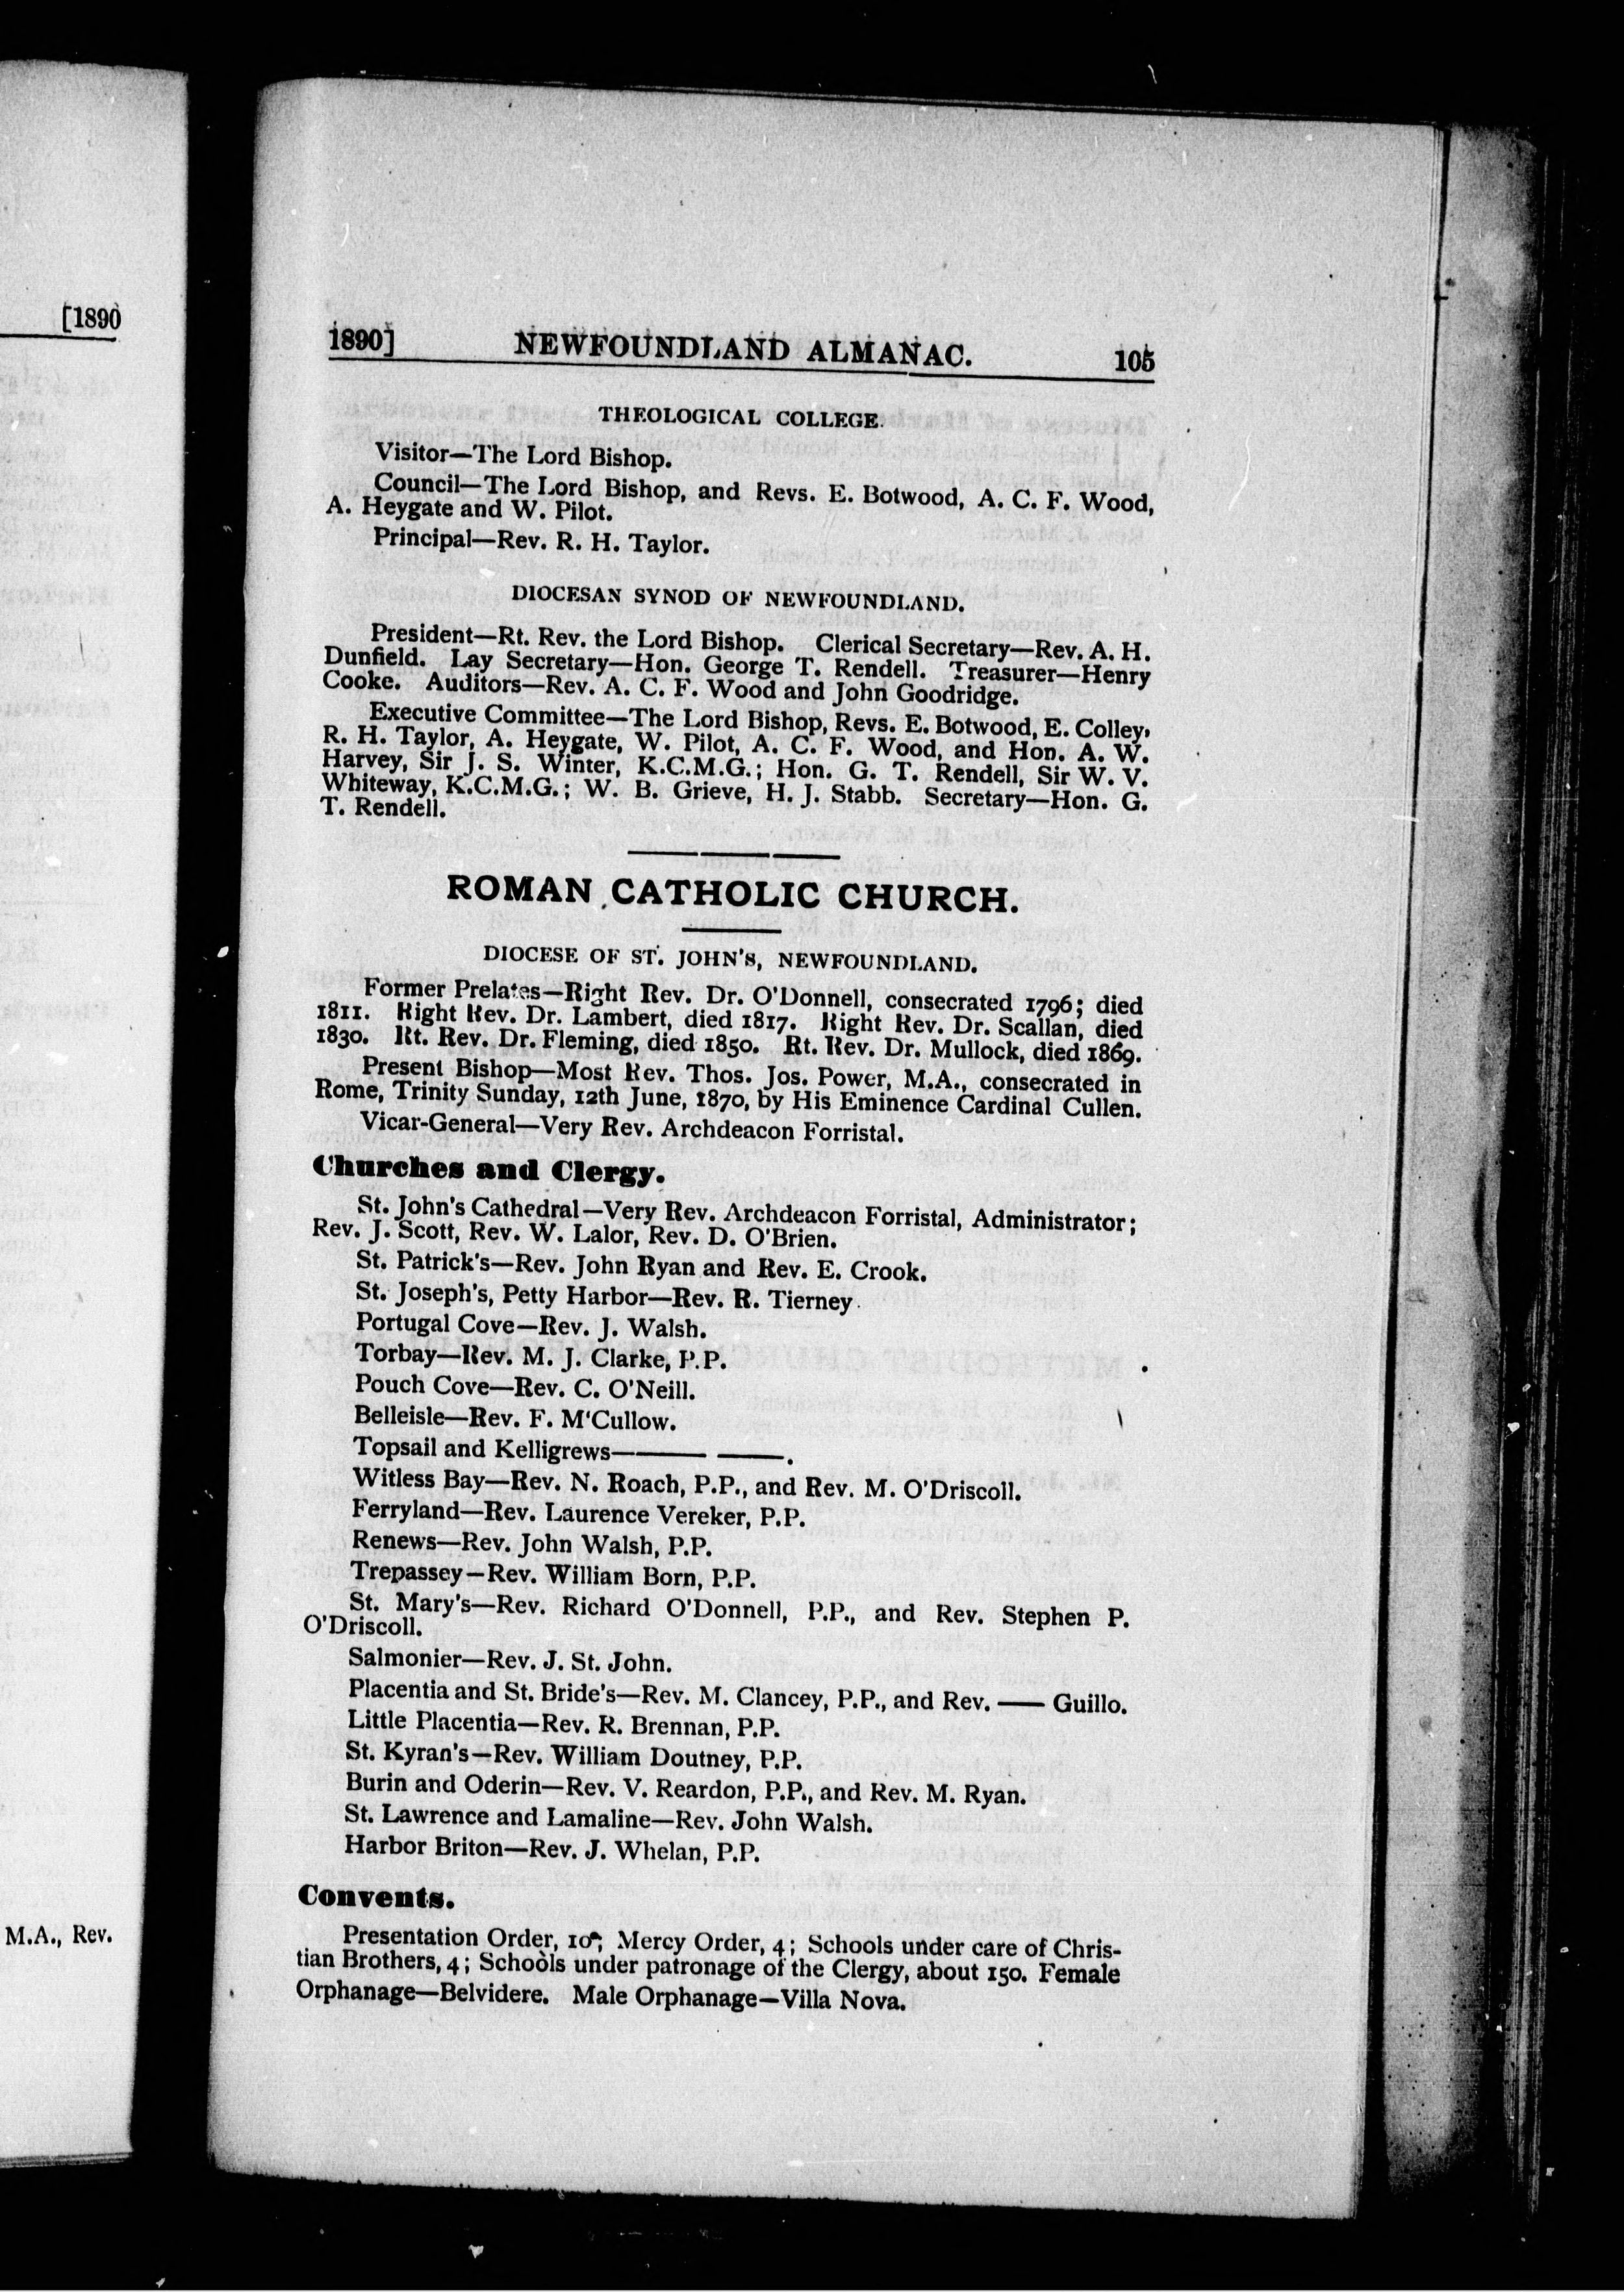 [1890
M.A., Rev.
1890] NEWFOUNDLAND ALMANAC. 105
THEOLOGICAL COLLEGE.
Visitor—The Lord Bishop.
Council—The Lord Bishop, and Revs. E. Botwood, A. C. F. Wood,
A. Heygate and W. Pilot.
Principal—Rev. R. H. Taylor.
DIOCESAN SYNOD OF NEWFOUNDLAND.
President—Rt. Rev. the Lord Bishop. Clerical Secretary—Rev. A. H.
Dunfield. Lay Secretary—Hon. George T. Rendell. Treasurer—Henry
Cooke. Auditors—Rev. A. C. F. Wood and John Goodridge.
Executive Committee—The Lord Bishop, Revs. E. Botwood, E. Colley,
R. H. Taylor, A. Heygate, W. Pilot, A. C. F. Wood, and Hon. A. W.
Harvey, Sir J. S. Winter, K.C.M.G.; Hon. G. T. Rendell, Sir W. V.
Whiteway, K.C.M.G.; W. B. Grieve, H. J. Stabb. Secretary—Hon. G.
T. Rendell.
ROMAN CATHOLIC CHURCH.
DIOCESE OF ST. JOHN'S, NEWFOUNDLAND.
Former Prelates—Right Rev. Dr. O'Donnell, consecrated 1796; died
1811. Right Rev. Dr. Lambert, died 1817. Right Rev. Dr. Scallan, died
1830. Rt. Rev. Dr. Fleming, died 1850. Rt. Rev. Dr. Mullock, died 1869.
Present Bishop—Most Rev. Thos. Jos. Power, M.A., consecrated in
Rome, Trinity Sunday, 12th June, 1870, by His Eminence Cardinal Cullen.
Vicar-General—Very Rev. Archdeacon Forristal.
Churches and Clergy.
St. John's Cathedral—Very Rev. Archdeacon Forristal, Administrator;
Rev. J. Scott, Rev. W. Lalor, Rev. D. O'Brien.
St. Patrick's—Rev. John Ryan and Rev. E. Crook.
St. Joseph's, Petty Harbor—Rev. R. Tierney.
Portugal Cove—Rev. J. Walsh.
Torbay—Rev. M. J. Clarke, P.P.
Pouch Cove—Rev. C. O'Neill.
Belleisle—Rev. F. M'Cullow.
Topsail and Kelligrews—— ——.
Witless Bay—Rev. N. Roach, P.P., and Rev. M. O'Driscoll.
Ferryland—Rev. Laurence Vereker, P.P.
Renews—Rev. John Walsh, P.P.
Trepassey—Rev. William Born, P.P.
St. Mary's—Rev. Richard O'Donnell, P.P., and Rev. Stephen P.
O'Driscoll.
Salmonier—Rev. J. St. John.
Placentia and St. Bride's—Rev. M. Clancey, P.P., and Rev. —— Guillo.
Little Placentia—Rev. R. Brennan, P.P.
St. Kyran's—Rev. William Doutney, P.P.
Burin and Oderin—Rev. V. Reardon, P.P., and Rev. M. Ryan.
St. Lawrence and Lamaline—Rev. John Walsh.
Harbor Briton—Rev. J. Whelan, P.P.
Convents.
Presentation Order, 10; Mercy Order, 4; Schools under care of Chris-
tian Brothers, 4; Schools under patronage of the Clergy, about 150. Female
Orphanage—Belvidere. Male Orphanage—Villa Nova.